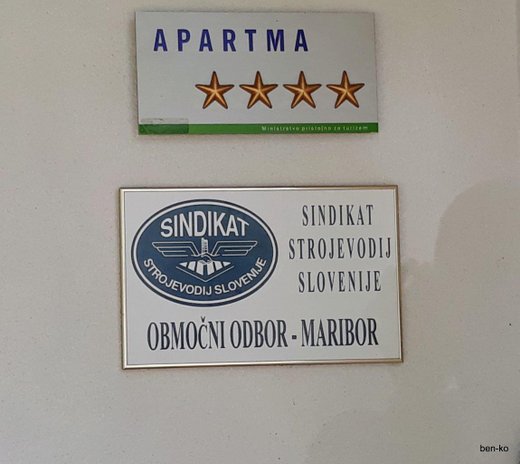 APARTMA
Ministrstvo pristojno za turizem
SINDIKAT
STROJEVODIJ SLOVENIJE
SINDIKAT
STROJEVODIJ
SLOVENIJE
OBMOČNI ODBOR - MARIBOR
ben-ko